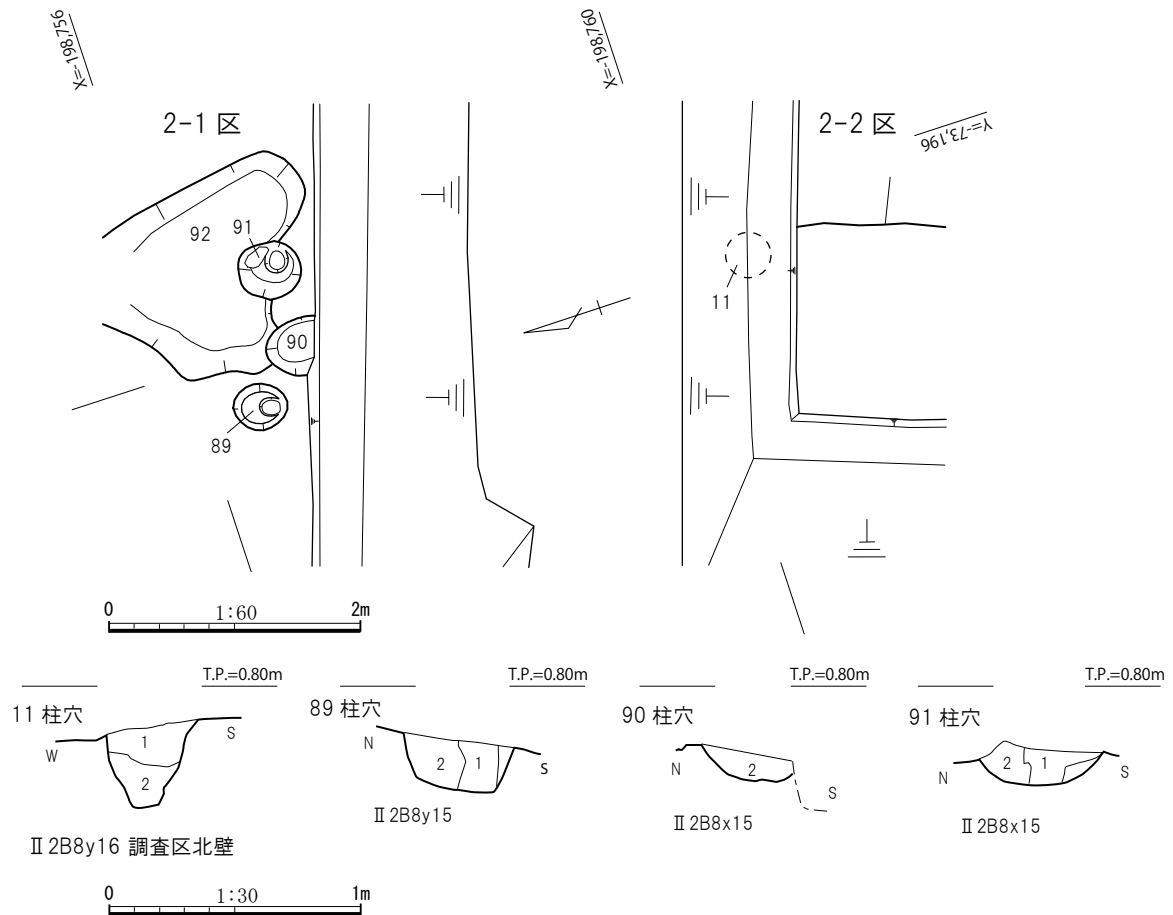 X=-198,756
X=-198,760
2-1 区
2-2 区
Y=-73,196
92
91
11
90
89
0 1:60 2m
T.P.=0.80m
T.P.=0.80m
T.P.=0.80m
T.P.=0.80m
11 柱穴
89 柱穴
90 柱穴
91 柱穴
W 1 2 S
N 2 1 S
N 2 S
N 2 1 S
Ⅱ2B8y16 調査区北壁
Ⅱ2B8y15
Ⅱ2B8x15
Ⅱ2B8x15
0 1:30 1m